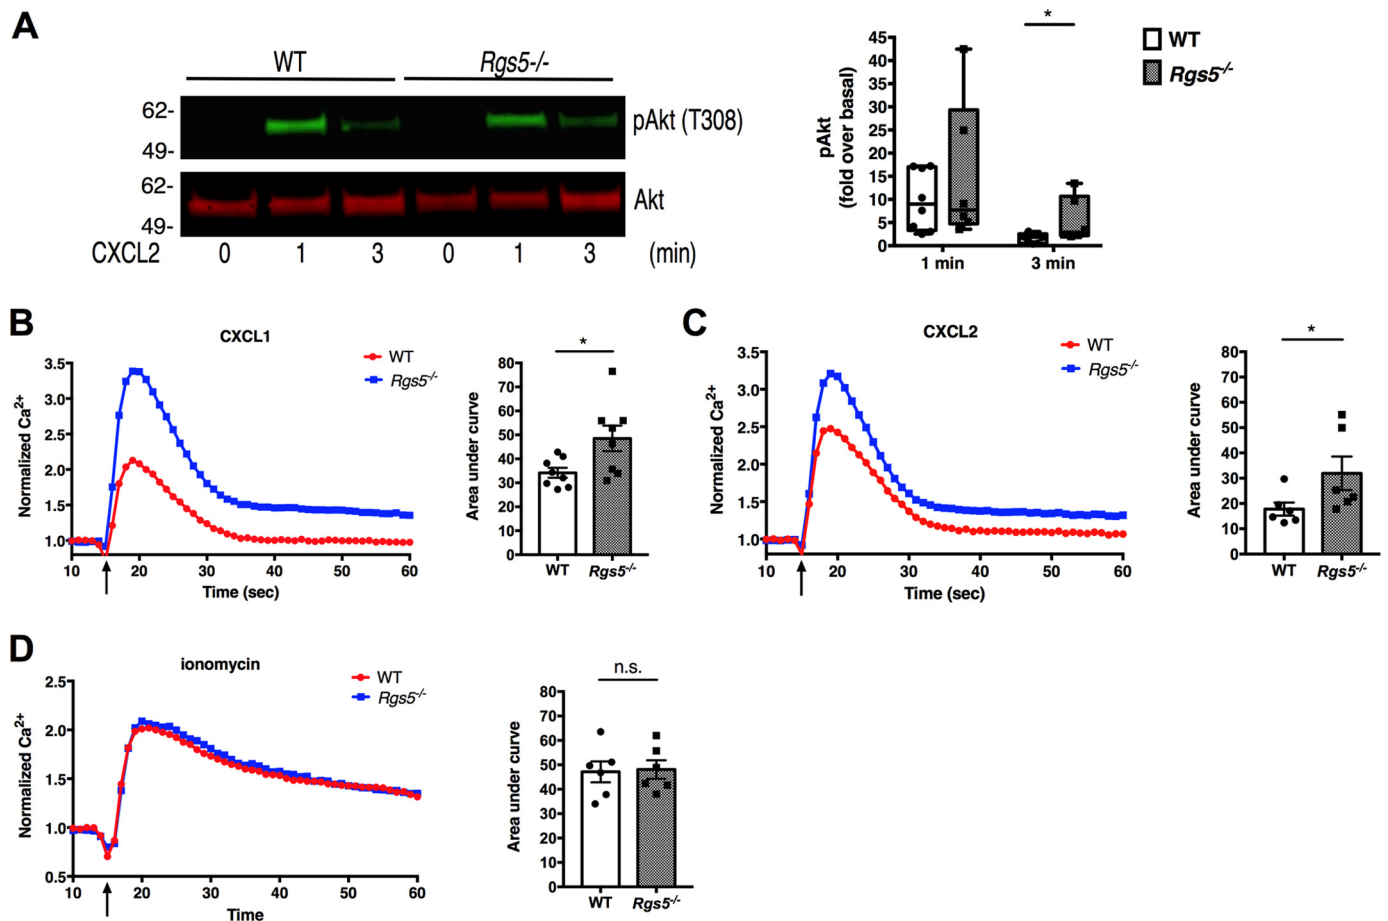 A
WT Rgs5-/-
62-
49-
pAkt (T308)
62-
49-
Akt
CXCL2 0 1 3 0 1 3 (min)
*
pAkt
(fold over basal)
45
40
35
30
25
20
15
10
5
0
1 min 3 min
WT
Rgs5-/-
B
CXCL1
WT
Rgs5-/-
Normalized Ca2+
3.5
3.0
2.5
2.0
1.5
1.0
10 20 30 40 50 60
Time (sec)
*
Area under curve
80
70
60
50
40
30
20
10
0
WT Rgs5-/-
C
CXCL2
WT
Rgs5-/-
Normalized Ca2+
3.5
3.0
2.5
2.0
1.5
1.0
10 20 30 40 50 60
Time (sec)
*
Area under curve
80
70
60
50
40
30
20
10
0
WT Rgs5-/-
D
ionomycin
WT
Rgs5-/-
Normalized Ca2+
2.5
2.0
1.5
1.0
0.5
10 20 30 40 50 60
Time
n.s.
Area under curve
80
70
60
50
40
30
20
10
0
WT Rgs5-/-